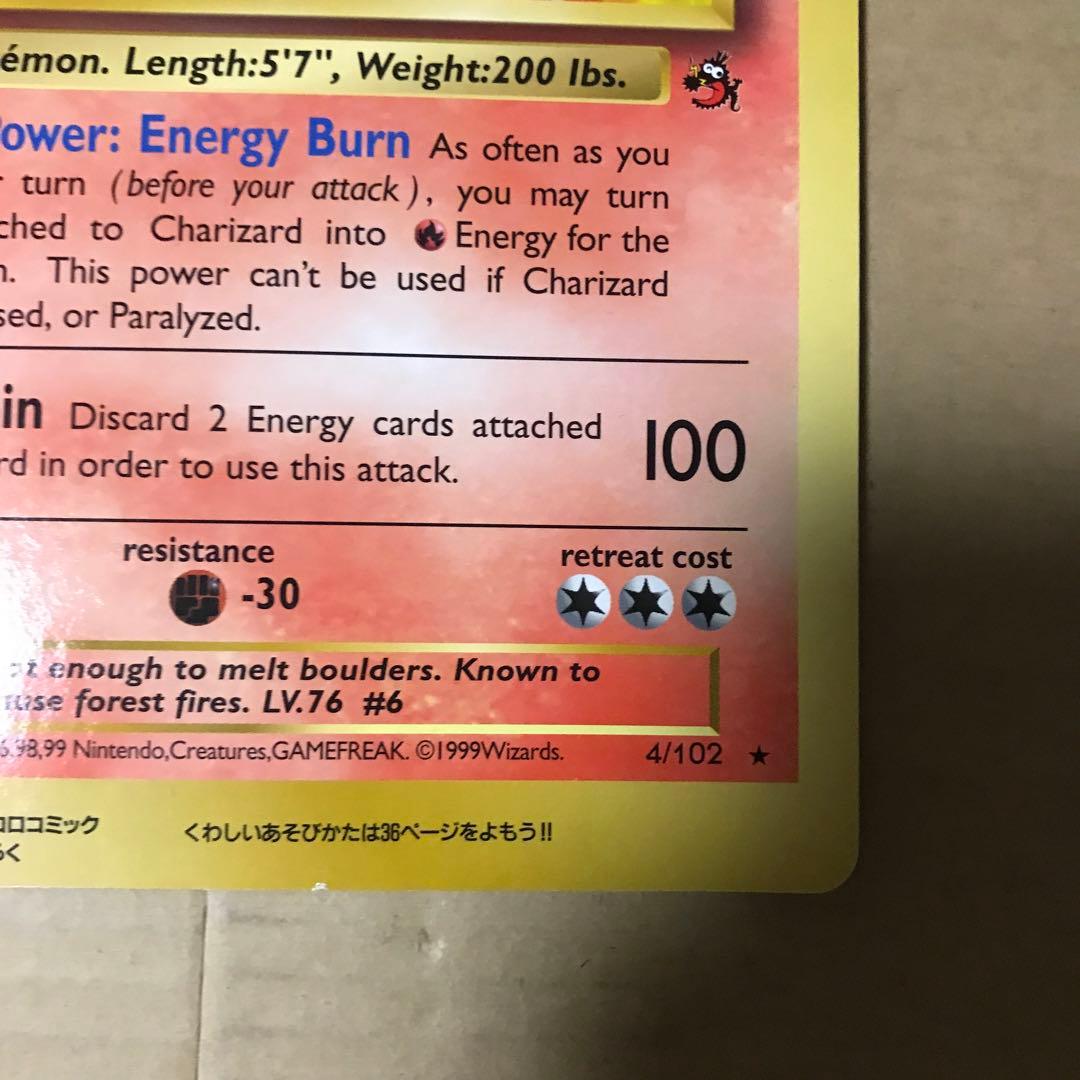 émon. Length:5'7", Weight:200 lbs.
ower: Energy Burn As often as you
turn (before your attack), you may turn
ched to Charizard into Energy for the
This power can't be used if Charizard
sed, or Paralyzed.
in Discard 2 Energy cards attached
rd in order to use this attack.
100
resistance
-30
retreat cost
enough to melt boulders. Known to
use forest fires. LV.76 #6
98,99 Nintendo,Creatures,GAMEFREAK. ©1999Wizards.
4/102 ★
ロコミック
く
くわしいあそびかたは36ページをよもう!!